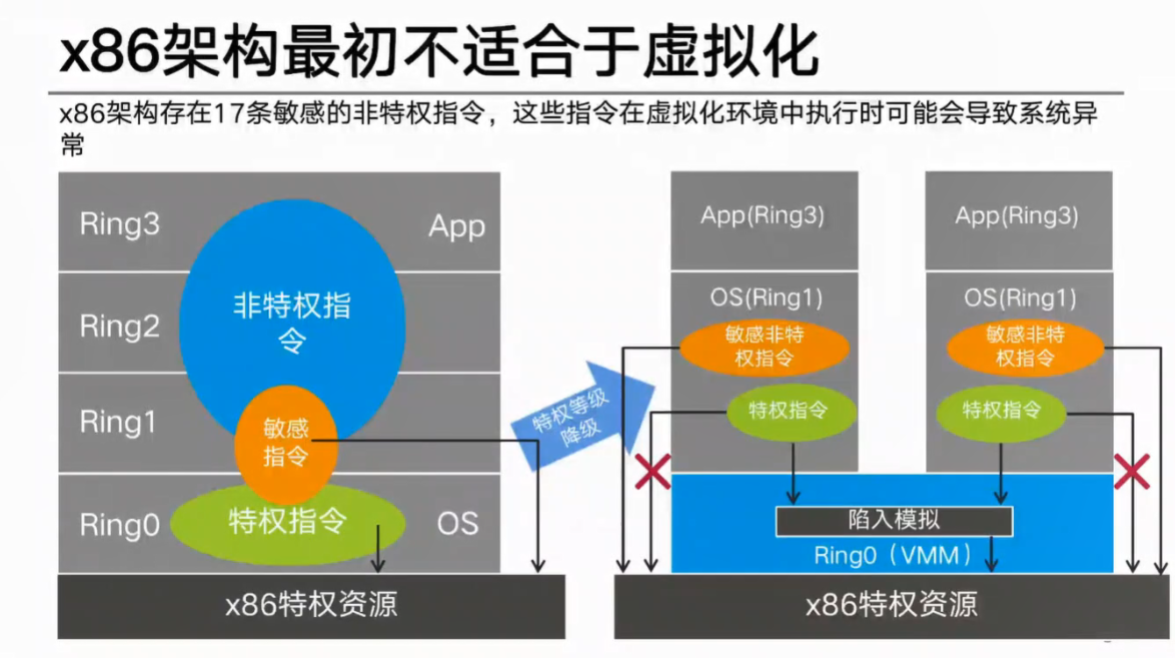 x86架构最初不适合于虚拟化
x86架构存在17条敏感的非特权指令，这些指令在虚拟化环境中执行时可能会导致系统异
常
Ring3
App
非特权指
令
Ring2
Ring1
敏感
指令
Ring0
特权指令
OS
x86特权资源
特权等级
降级
App(Ring3)
OS(Ring1)
敏感非特
权指令
特权指令
App(Ring3)
OS(Ring1)
敏感非特
权指令
特权指令
陷入模拟
Ring0（VMM）
x86特权资源